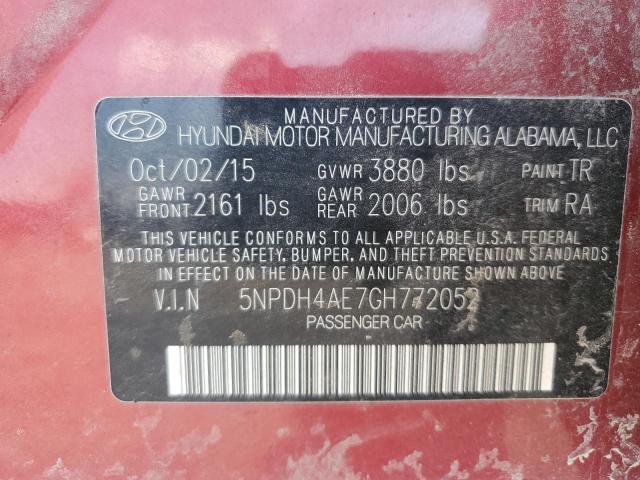 MANUFACTURED BY
HYUNDAI MOTOR MANUFACTURING ALABAMA, LLC
Oct/02/15 GVWR 3880 lbs PAINT TR
GAWR FRONT 2161 lbs GAWR REAR 2006 lbs TRIM RA
THIS VEHICLE CONFORMS TO ALL APPLICABLE U.S.A. FEDERAL
MOTOR VEHICLE SAFETY, BUMPER, AND THEFT PREVENTION STANDARDS
IN EFFECT ON THE DATE OF MANUFACTURE SHOWN ABOVE.
V.I.N 5NPDH4AE7GH772052
PASSENGER CAR